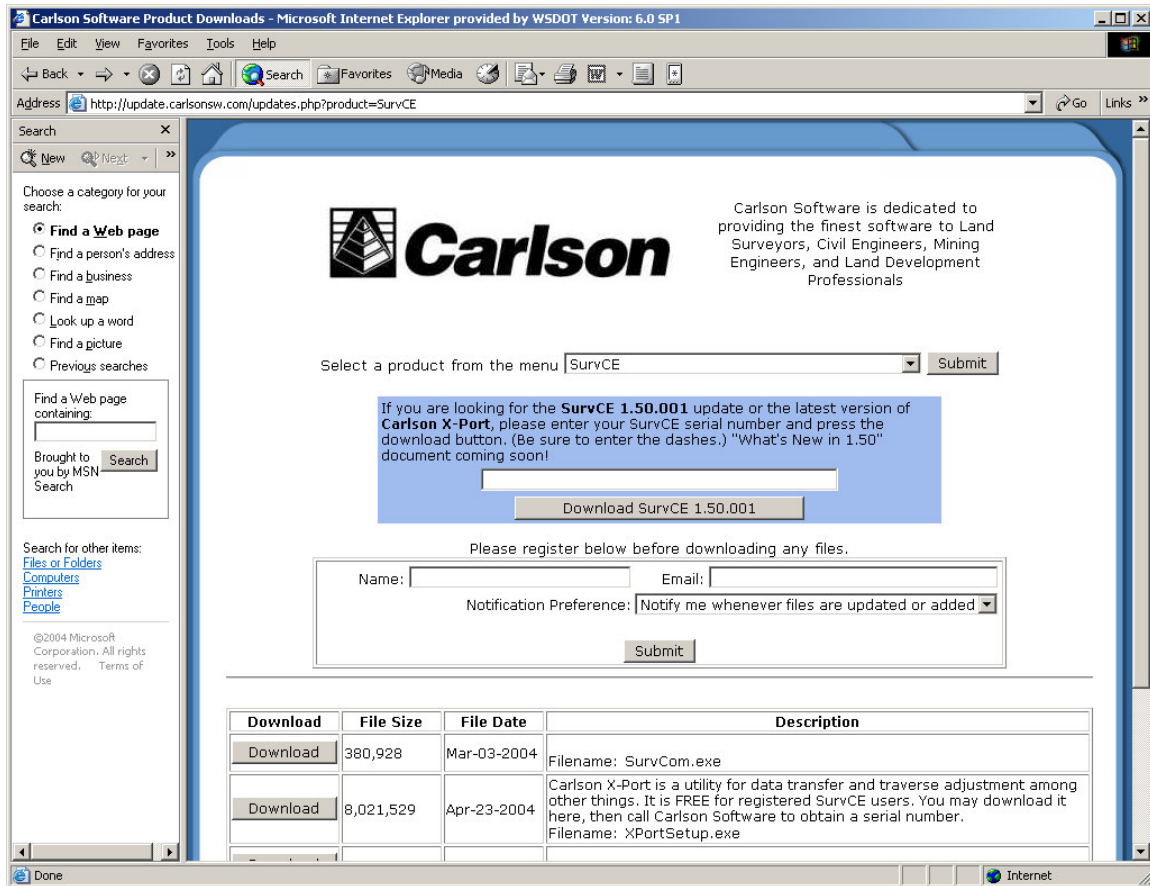 Carlson Software Product Downloads - Microsoft Internet Explorer provided by WSDOT Version: 6.0 SP1
File Edit View Favorites Tools Help
Back Search Favorites Media
Address http://update.carlsonsw.com/updates.php?product=SurvCE Go Links »
Search
New Next »
Choose a category for your
search:
Find a Web page
Find a person's address
Find a business
Find a map
Look up a word
Find a picture
Previous searches
Find a Web page
containing:
Brought to
you by MSN
Search
Search
Search for other items:
Files or Folders
Computers
Printers
People
©2004 Microsoft
Corporation. All rights
reserved. Terms of
Use
Carlson
Carlson Software is dedicated to
providing the finest software to Land
Surveyors, Civil Engineers, Mining
Engineers, and Land Development
Professionals
Select a product from the menu SurvCE Submit
If you are looking for the SurvCE 1.50.001 update or the latest version of
Carlson X-Port, please enter your SurvCE serial number and press the
download button. (Be sure to enter the dashes.) "What's New in 1.50"
document coming soon!
Download SurvCE 1.50.001
Please register below before downloading any files.
Name: Email:
Notification Preference: Notify me whenever files are updated or added
Submit
Download File Size File Date Description
Download 380,928 Mar-03-2004 Filename: SurvCom.exe
Download 8,021,529 Apr-23-2004
Carlson X-Port is a utility for data transfer and traverse adjustment among
other things. It is FREE for registered SurvCE users. You may download it
here, then call Carlson Software to obtain a serial number.
Filename: XPortSetup.exe
Done Internet